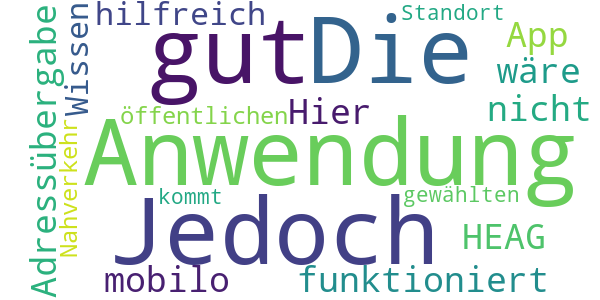 hilfreich
Standort
gut
Die
App
wäre
Wissen
Adressübergabe
öffentlichen
Hier
nicht
Nahverkehr
Anwendung
kommt
gewählten
Jedoch
HEAG
mobilo
funktioniert